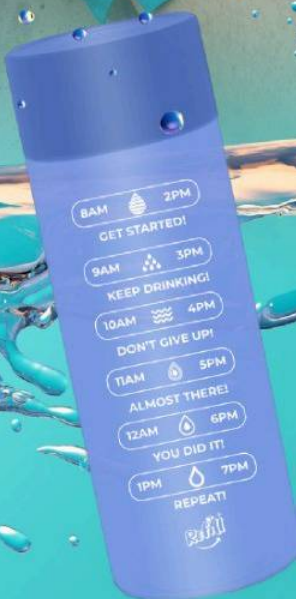 8AM 2PM
GET STARTED!
9AM 3PM
KEEP DRINKING!
10AM 4PM
DON'T GIVE UP!
11AM 5PM
ALMOST THERE!
12AM 6PM
YOU DID IT!
1PM 7PM
REPEAT!
Refill